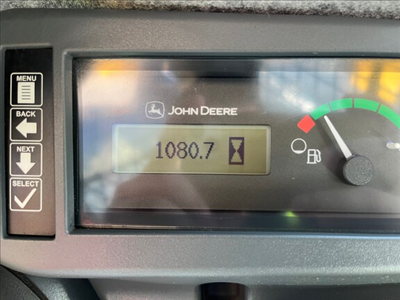 MENU
BACK
NEXT
SELECT
JOHN DEERE
1080.7